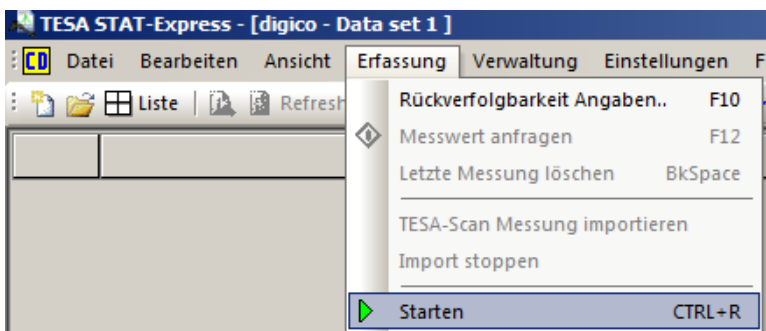 TESA STAT-Express - [digico - Data set 1 ]
CD Datei Bearbeiten Ansicht Erfassung Verwaltung Einstellungen F
Liste Refresh
Rückverfolgbarkeit Angaben.. F10
Messwert anfragen F12
Letzte Messung löschen BkSpace
TESA-Scan Messung importieren
Import stoppen
Starten CTRL+R